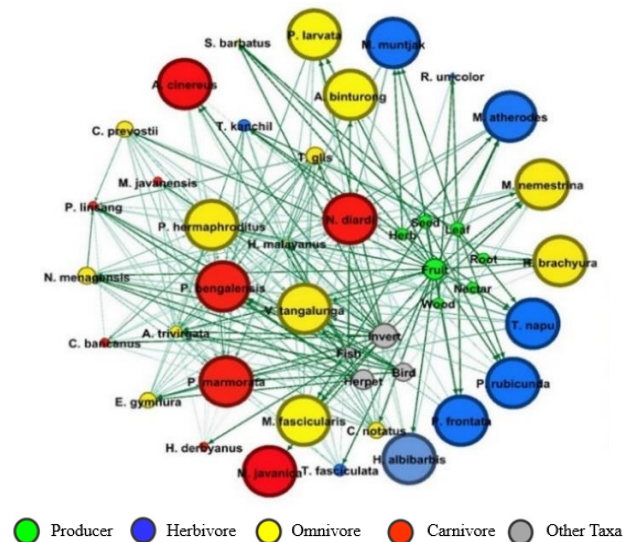 P. larvata
S. barbatus
M. muntjak
R. unicolor
A. cinereus
A. binturong
M. atherodes
C. prevostii
T. kanchil
T. glis
M. javanensis
M. nemestrina
P. linsang
P. hermaphroditus
N. diardi
Seed
Herb
Leaf
H. malayanus
Root
H. brachyura
Fruit
N. menagensis
P. bengalensis
Nectar
V. tangalunga
Wood
T. napu
A. trivirgata
Invert
C. bancanus
Fish
Bird
P. marmorata
Herpet
P. rubicunda
E. gymnura
M. fascicularis
P. frontata
C. notatus
H. derbyanus
H. albibarbis
M. javanica
T. fasciculata
Producer
Herbivore
Omnivore
Carnivore
Other Taxa